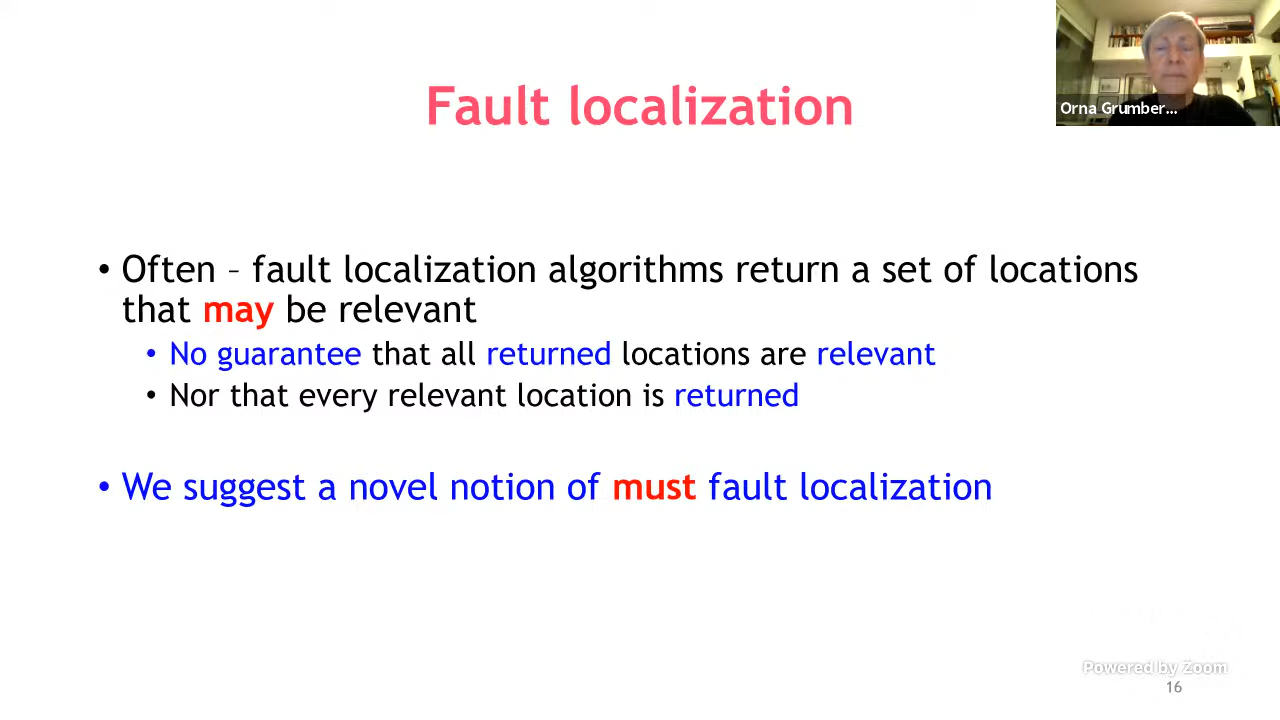 Fault localization
Orna Grumber...
• Often – fault localization algorithms return a set of locations
that may be relevant
• No guarantee that all returned locations are relevant
• Nor that every relevant location is returned
• We suggest a novel notion of must fault localization
Powered by Zoom
16